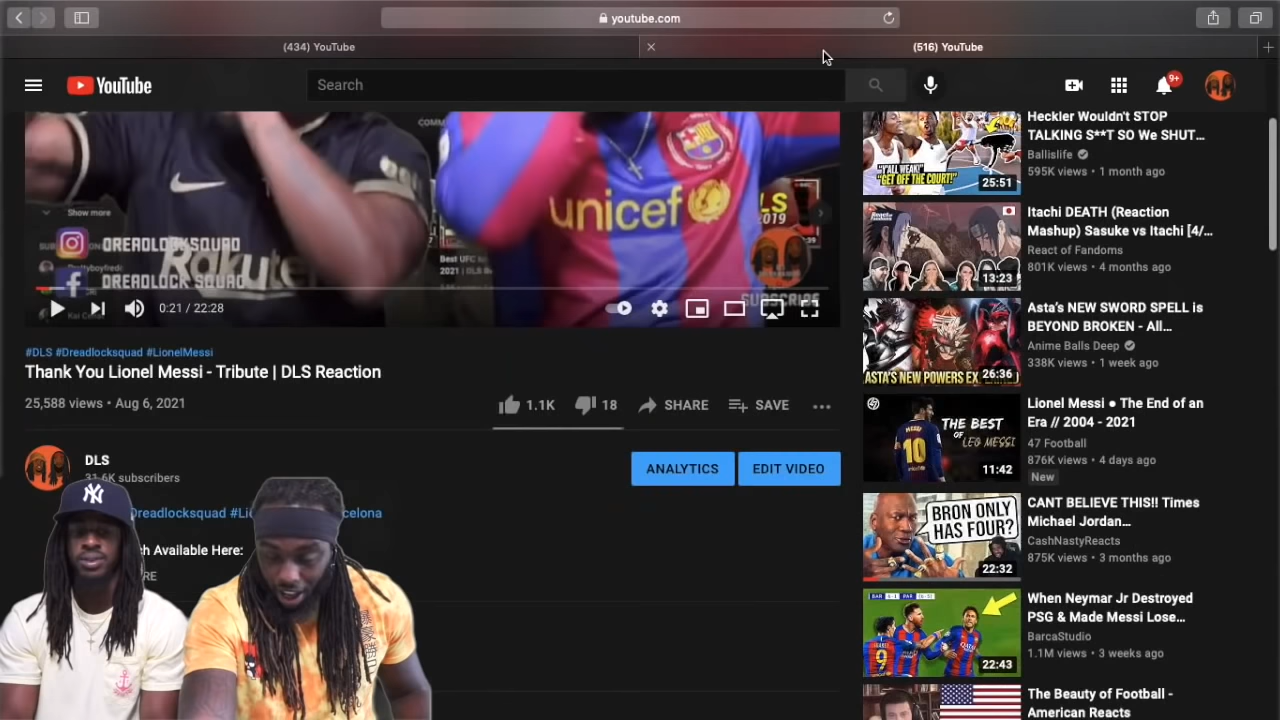 youtube.com
(434) YouTube
(516) YouTube
YouTube
Search
9+
COMM
unicef
Show more
LS
2019
DREADLOCKSQUAD
Rakute
Best UFC
2021 | DLS
DREADLOCK SQUAD
SUBSCRIBE
0:21 / 22:28
#DLS #Dreadlocksquad #LionelMessi
Thank You Lionel Messi - Tribute | DLS Reaction
25,588 views • Aug 6, 2021
1.1K
18
SHARE
SAVE
DLS
31.6K subscribers
ANALYTICS
EDIT VIDEO
NY
Dreadlocksquad #Li
celona
ch Available Here:
RE
"Y'ALL WEAK!"
"GET OFF THE COURT!"
25:51
Heckler Wouldn't STOP
TALKING S**T SO We SHUT...
Ballislife
595K views • 1 month ago
13:23
Itachi DEATH (Reaction
Mashup) Sasuke vs Itachi [4/...
React of Fandoms
801K views • 4 months ago
ASTA'S NEW POWERS EX
26:36
Asta's NEW SWORD SPELL is
BEYOND BROKEN - All...
Anime Balls Deep
338K views • 1 week ago
MESSI
10
THE BEST
OF LEO MESSI
11:42
Lionel Messi ● The End of an
Era // 2004 - 2021
47 Football
876K views • 4 days ago
New
BRON ONLY
HAS FOUR?
22:32
CANT BELIEVE THIS!! Times
Michael Jordan...
CashNastyReacts
875K views • 3 months ago
9
22:43
When Neymar Jr Destroyed
PSG & Made Messi Lose...
BarcaStudio
1.1M views • 3 weeks ago
The Beauty of Football -
American Reacts